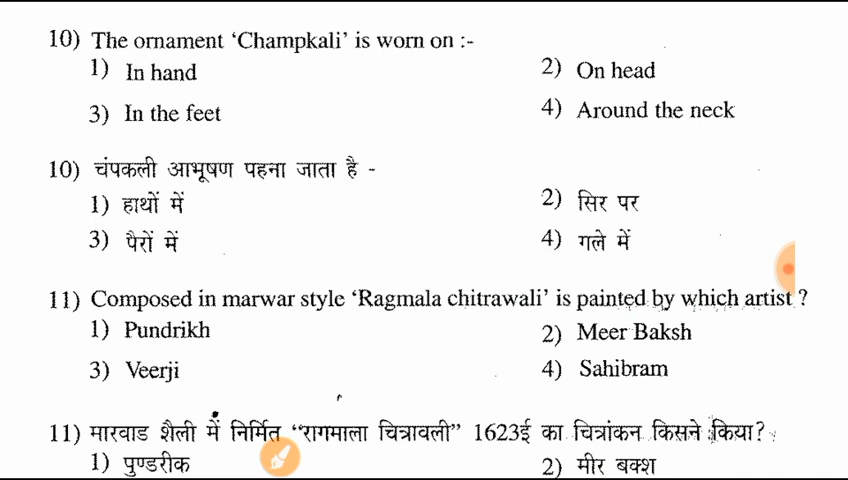 10) The ornament ‘Champkali’ is worn on :-
1) In hand 2) On head
3) In the feet 4) Around the neck
10) चंपकली आभूषण पहना जाता है -
1) हाथों में 2) सिर पर
3) पैरों में 4) गले में
11) Composed in marwar style ‘Ragmala chitrawali’ is painted by which artist ?
1) Pundrikh 2) Meer Baksh
3) Veerji 4) Sahibram
11) मारवाड शैली में निर्मित “रागमाला चित्रावली” 1623ई का चित्रांकन किसने किया?
1) पुण्डरीक 2) मीर बक्श